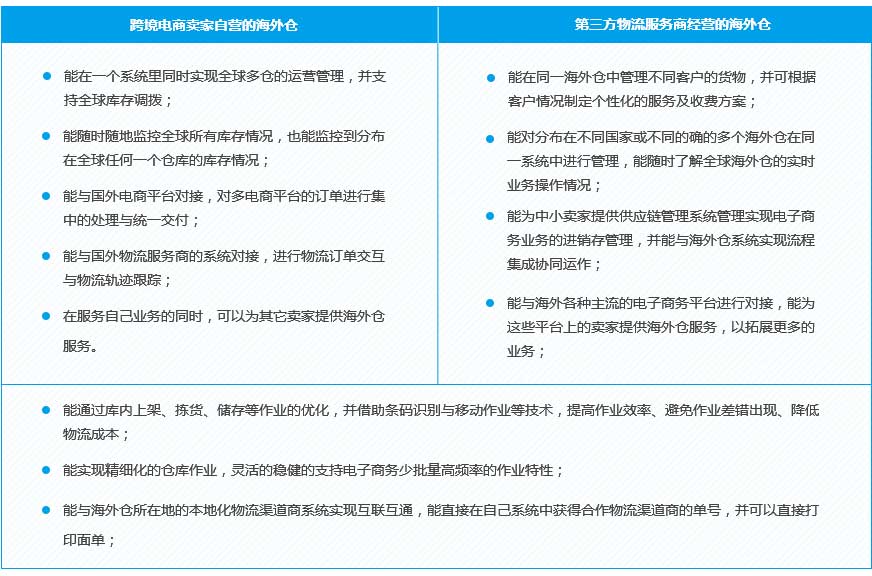 跨境电商卖家自营的海外仓
能在一个系统里同时实现全球多仓的运营管理，并支
持全球库存调拨；
能随时随地监控全球所有库存情况，也能监控到分布
在全球任何一个仓库的库存情况；
能与国外电商平台对接，对多电商平台的订单进行集
中的处理与统一交付；
能与国外物流服务商的系统对接，进行物流订单交互
与物流轨迹跟踪；
在服务自己业务的同时，可以为其它卖家提供海外仓
服务。
第三方物流服务商经营的海外仓
能在同一海外仓中管理不同客户的货物，并可根据
客户情况制定个性化的服务及收费方案；
能对分布在不同国家或不同的确的多个海外仓在同
一系统中进行管理，能随时了解全球海外仓的实时
业务操作情况；
能为中小卖家提供供应链管理系统管理实现电子商
务业务的进销存管理，并能与海外仓系统实现流程
集成协同运作；
能与海外各种主流的电子商务平台进行对接，能为
这些平台上的卖家提供海外仓服务，以拓展更多的
业务；
能通过库内上架、拣货、储存等作业的优化，并借助条码识别与移动作业等技术，提高作业效率、避免作业差错出现、降低
物流成本；
能实现精细化的仓库作业，灵活的稳健的支持电子商务少批量高频率的作业特性；
能与海外仓所在地的本地化物流渠道商系统实现互联互通，能直接在自己系统中获得合作物流渠道商的单号，并可以直接打
印面单；